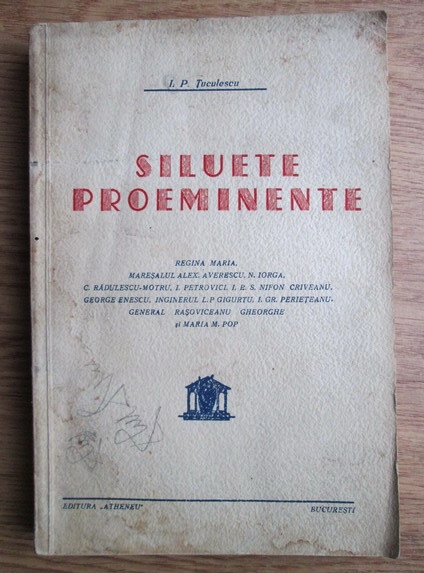 I. P. Țuculescu
SILUETE
PROEMINENTE
REGINA MARIA,
MAREȘALUL ALEX. AVERESCU, N. IORGA,
C. RĂDULESCU-MOTRU, I. PETROVICI, I. P. S. NIFON CRIVEANU,
GEORGE ENESCU, INGINERUL L. P. GIGURTU, I. GR. PERIEȚEANU-
GENERAL RAȘOVICEANU GHEORGHE
și MARIA M. POP
EDITURA „ATHENEU" BUCUREȘTI